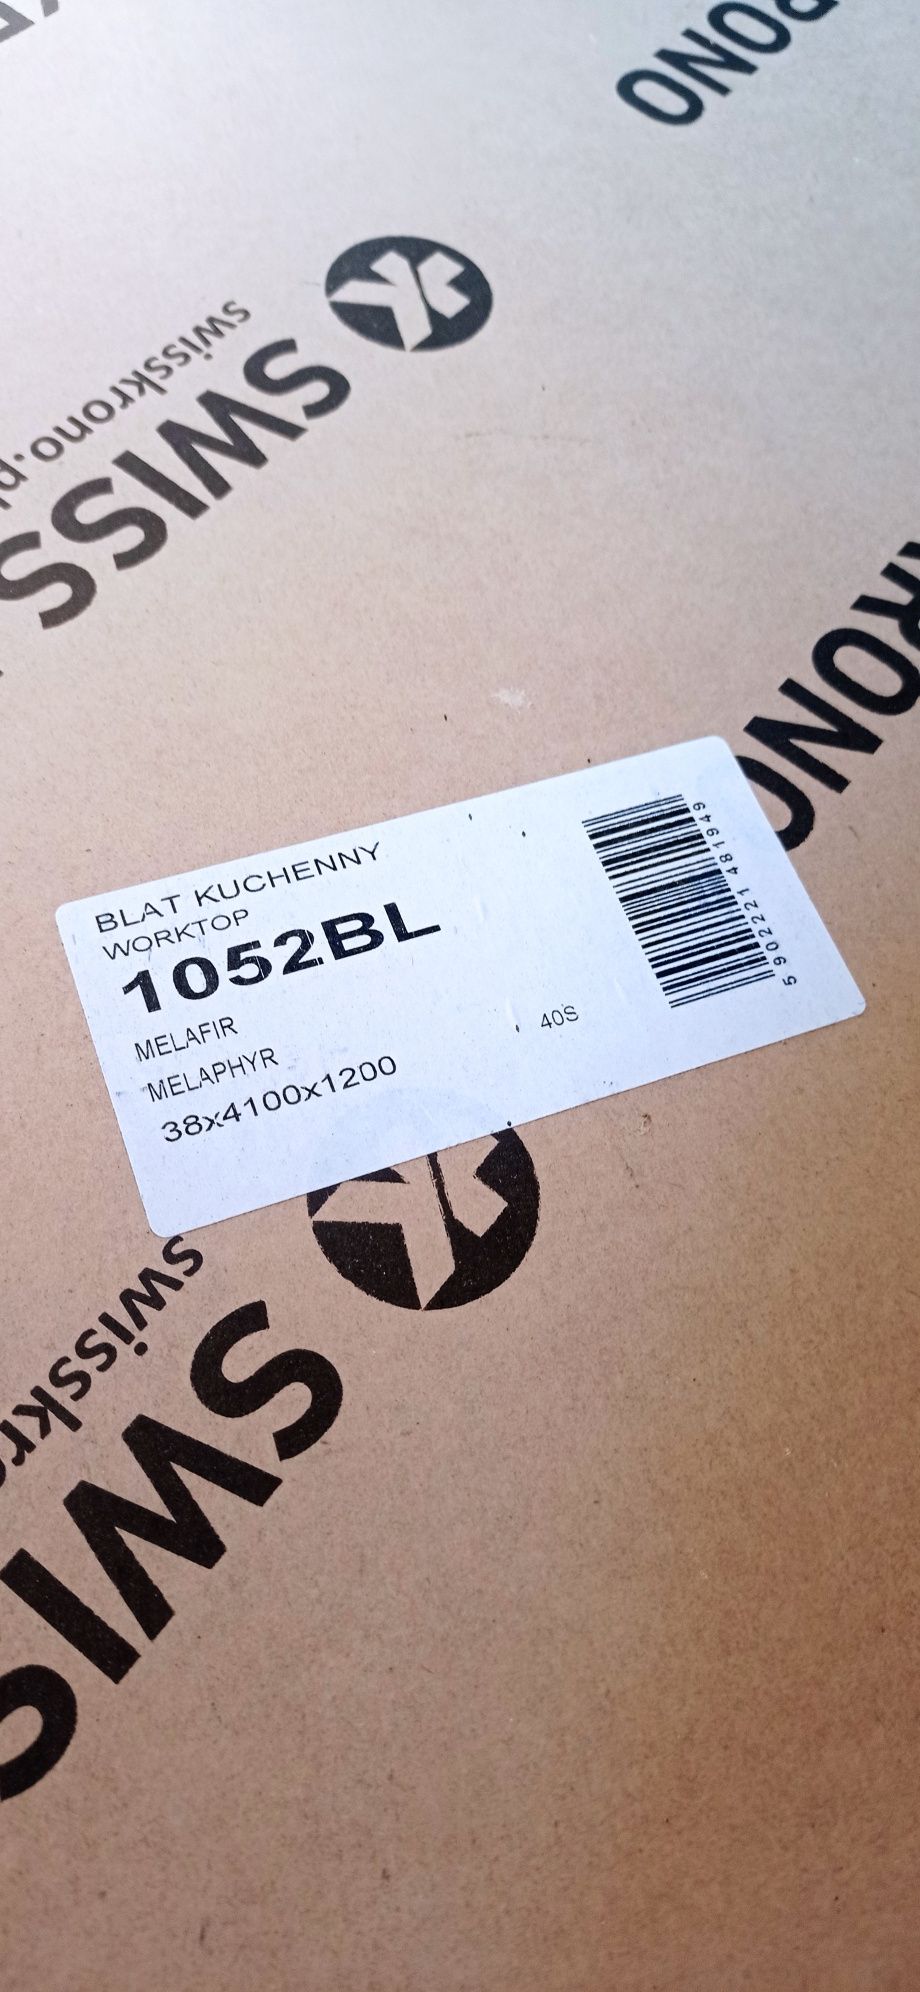 RONO
swisskrono.pl
SWISS
KRONO
BLAT KUCHENNY
WORKTOP
1052BL
MELAFIR
MELAPHYR
38x4100x1200
40S
5 902221 481949
swisskr
SWIS